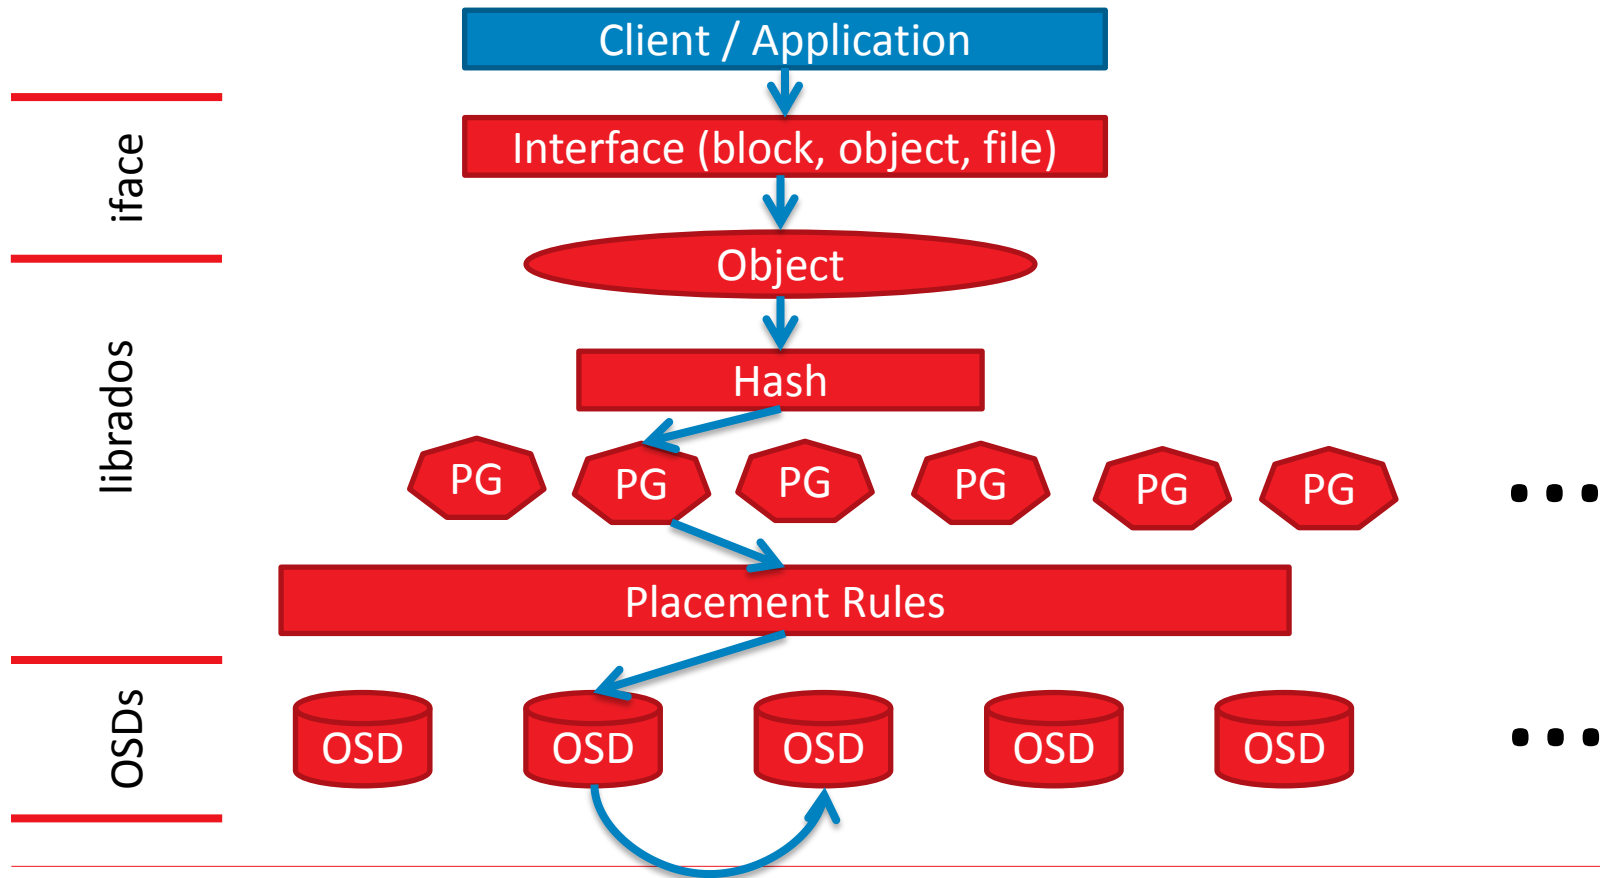 Client / Application
iface
Interface (block, object, file)
Object
librados
Hash
PG PG PG PG PG PG ...
Placement Rules
OSDs
OSD OSD OSD OSD OSD ...